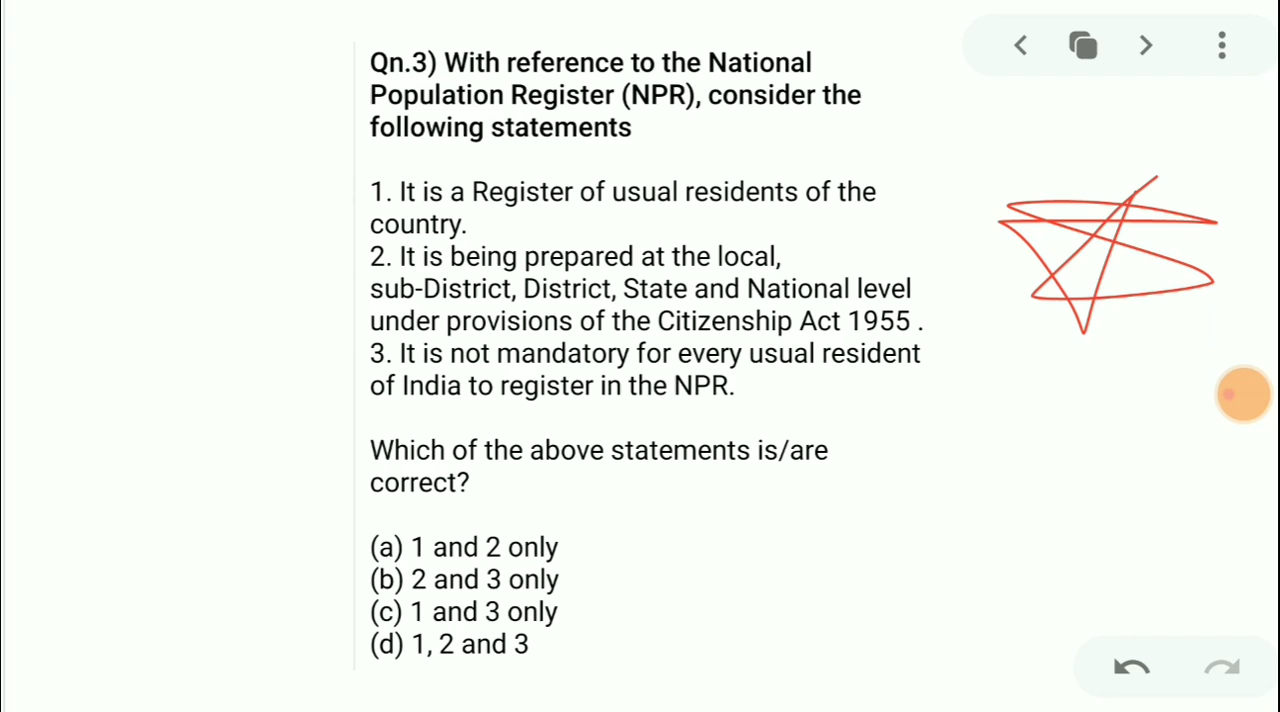 Qn.3) With reference to the National
Population Register (NPR), consider the
following statements
1. It is a Register of usual residents of the
country.
2. It is being prepared at the local,
sub-District, District, State and National level
under provisions of the Citizenship Act 1955 .
3. It is not mandatory for every usual resident
of India to register in the NPR.
Which of the above statements is/are
correct?
(a) 1 and 2 only
(b) 2 and 3 only
(c) 1 and 3 only
(d) 1, 2 and 3